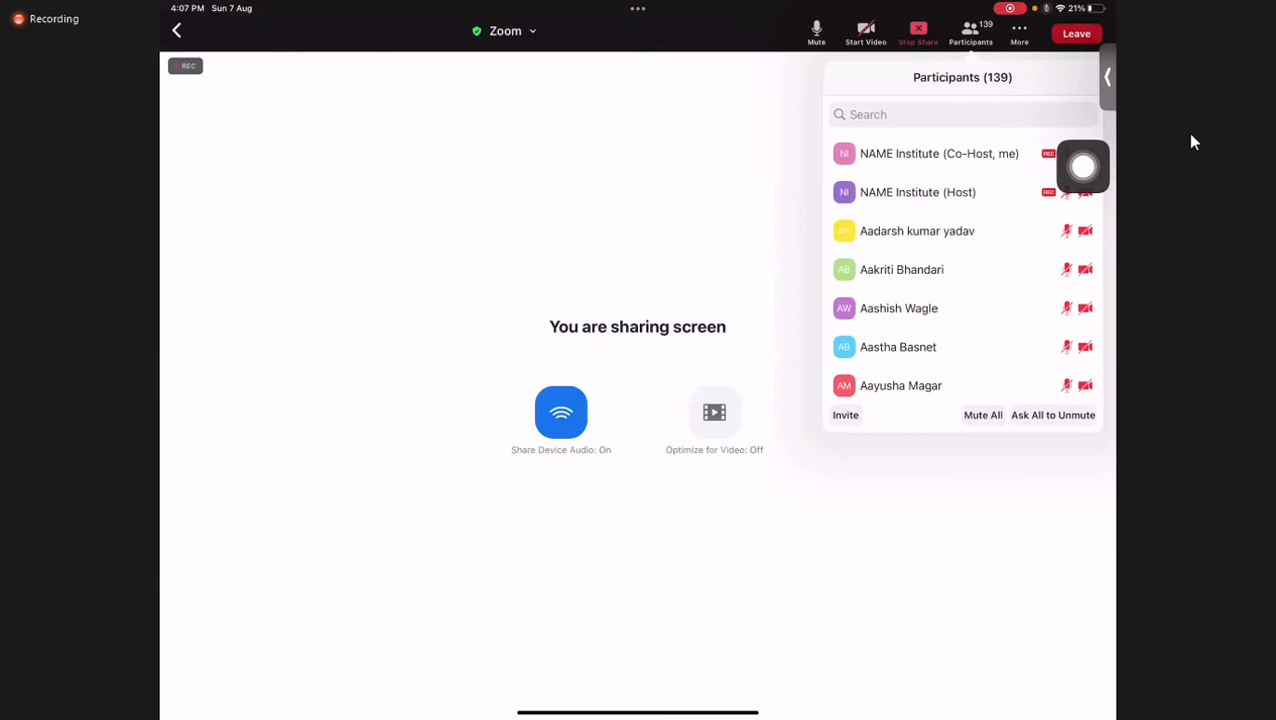 Recording
4:07 PM Sun 7 Aug
21%
Zoom
Mute
Start Video
Stop Share
139
Participants
More
Leave
REC
Participants (139)
Search
NI NAME Institute (Co-Host, me) REC
NI NAME Institute (Host) REC
AK Aadarsh kumar yadav
AB Aakriti Bhandari
AW Aashish Wagle
AB Aastha Basnet
AM Aayusha Magar
Invite Mute All Ask All to Unmute
You are sharing screen
Share Device Audio: On
Optimize for Video: Off